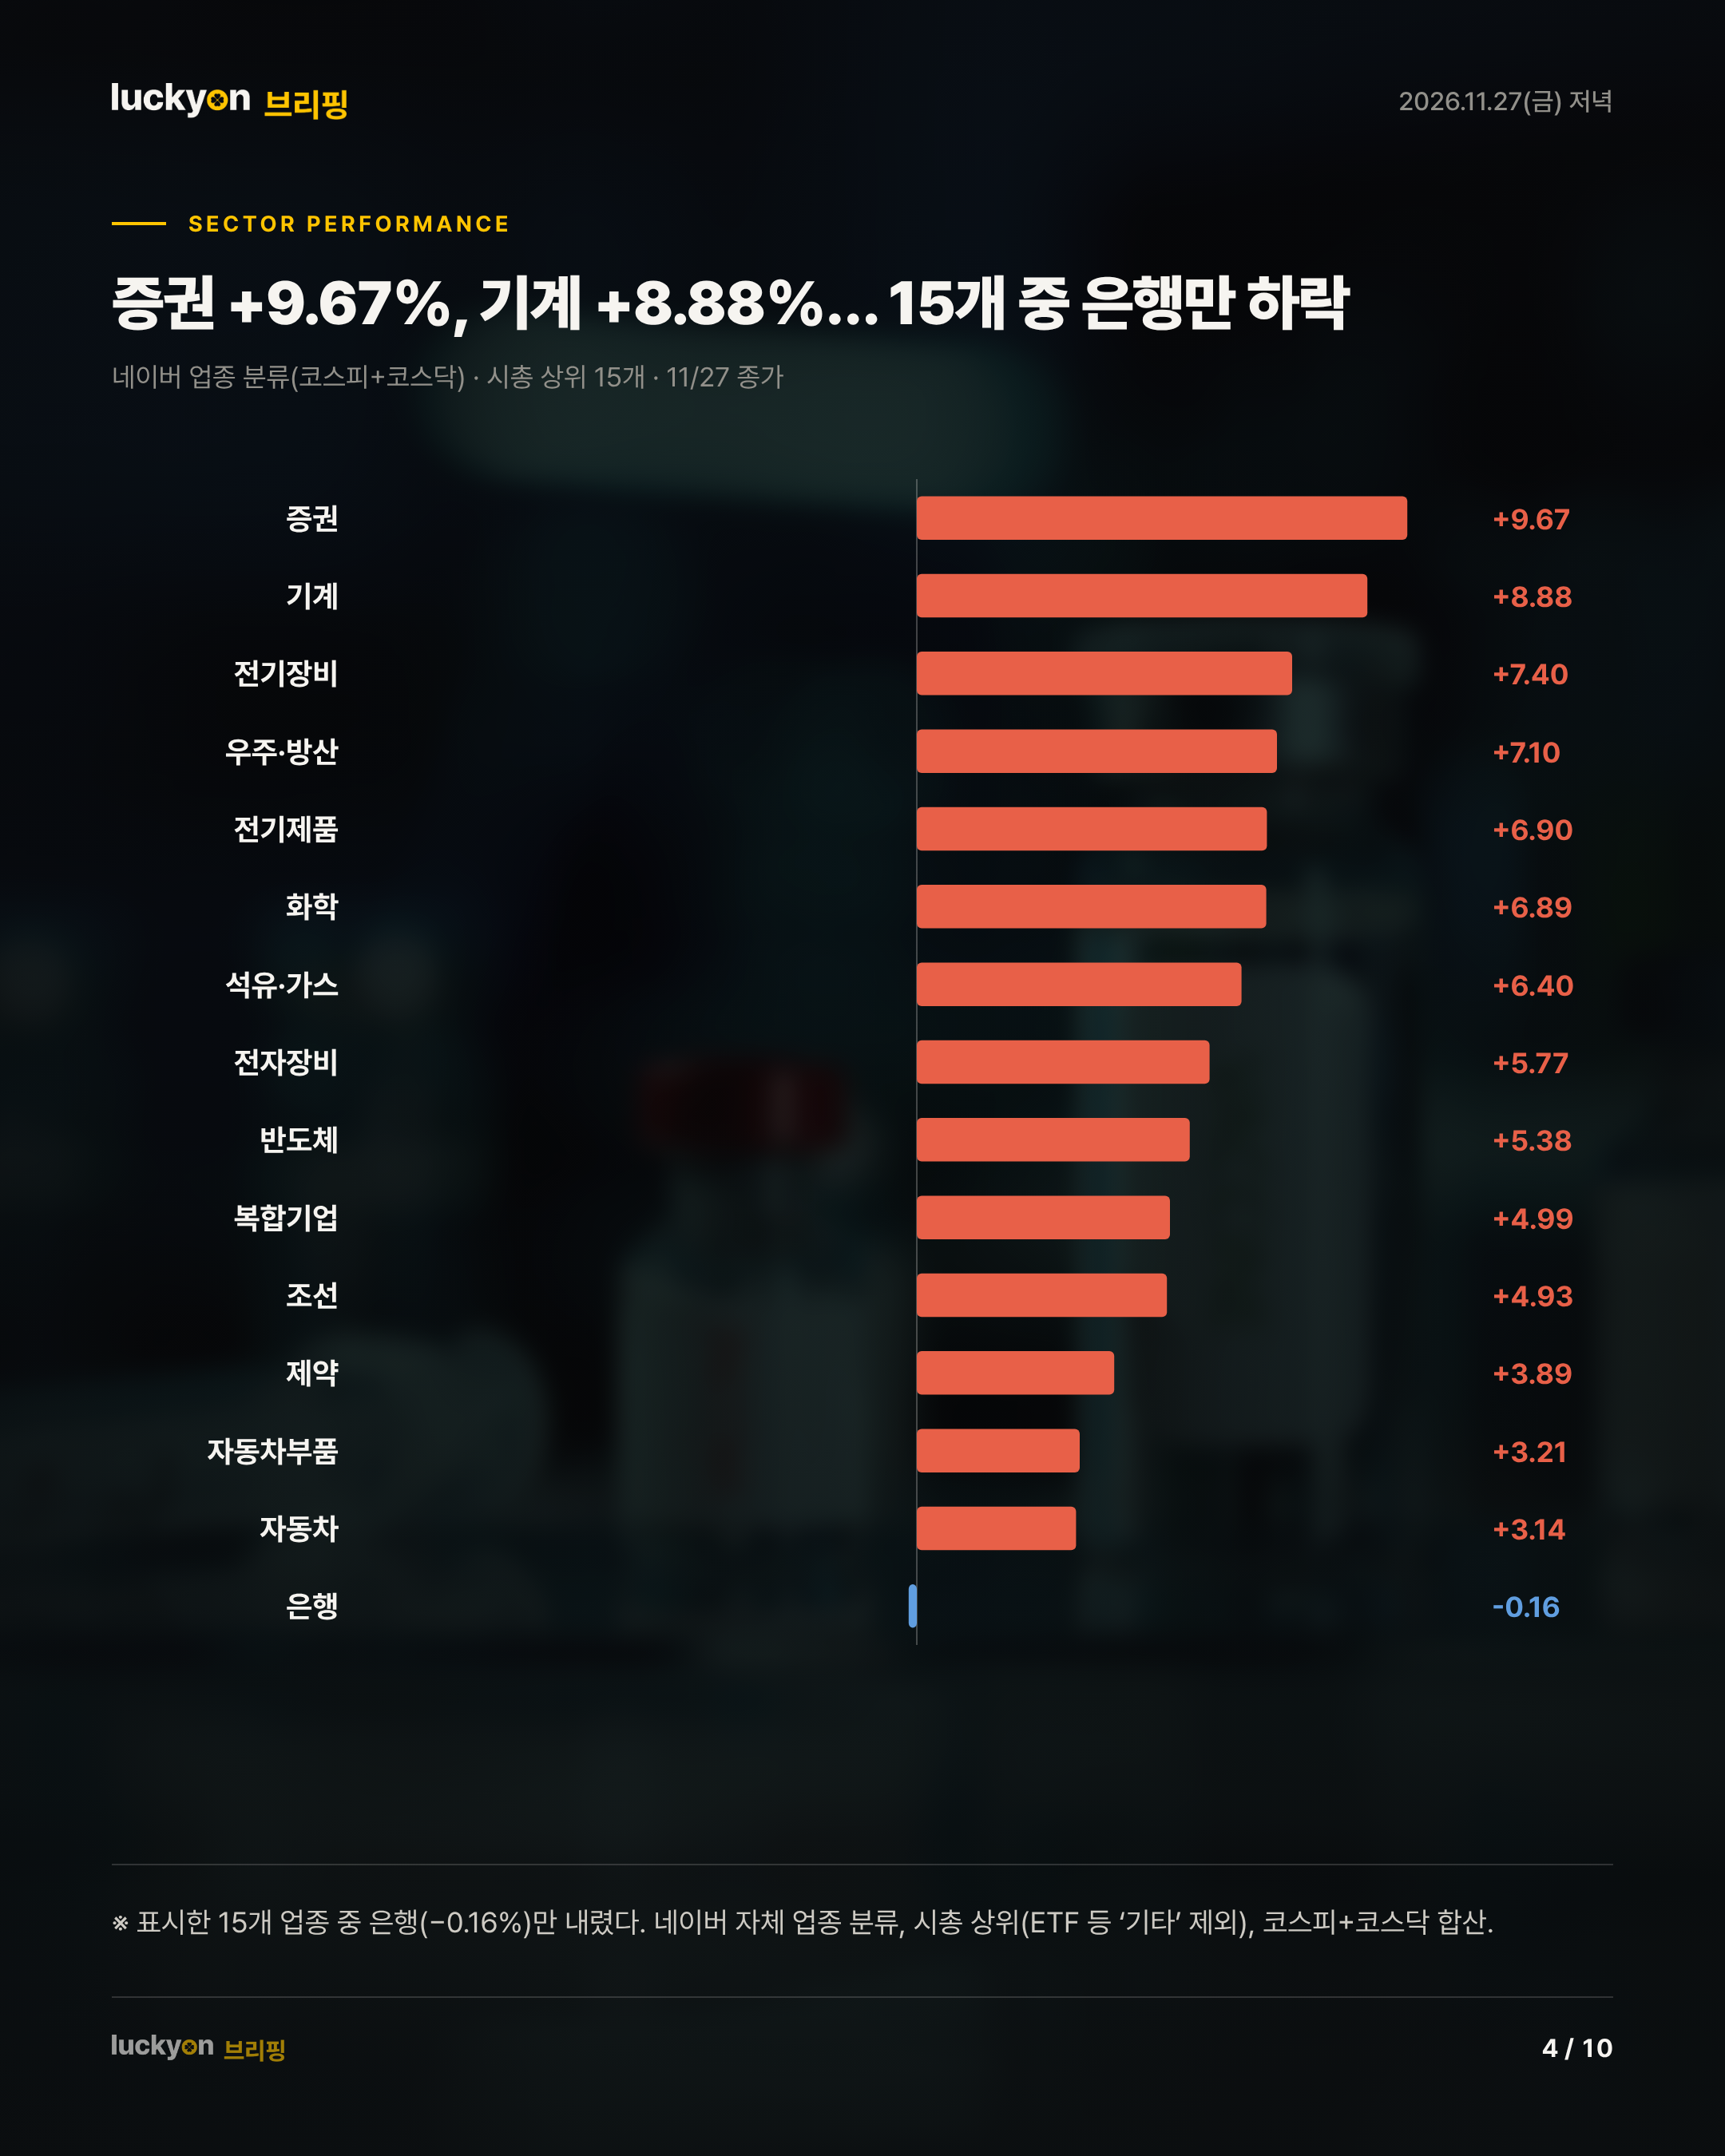 luckyon 브리핑
2026.11.27(금) 저녁
SECTOR PERFORMANCE
증권 +9.67%, 기계 +8.88%... 15개 중 은행만 하락
네이버 업종 분류(코스피+코스닥) · 시총 상위 15개 · 11/27 종가
증권 +9.67
기계 +8.88
전기장비 +7.40
우주·방산 +7.10
전기제품 +6.90
화학 +6.89
석유·가스 +6.40
전자장비 +5.77
반도체 +5.38
복합기업 +4.99
조선 +4.93
제약 +3.89
자동차부품 +3.21
자동차 +3.14
은행 -0.16
※ 표시한 15개 업종 중 은행(−0.16%)만 내렸다. 네이버 자체 업종 분류, 시총 상위(ETF 등 ‘기타’ 제외), 코스피+코스닥 합산.
luckyon 브리핑
4 / 10